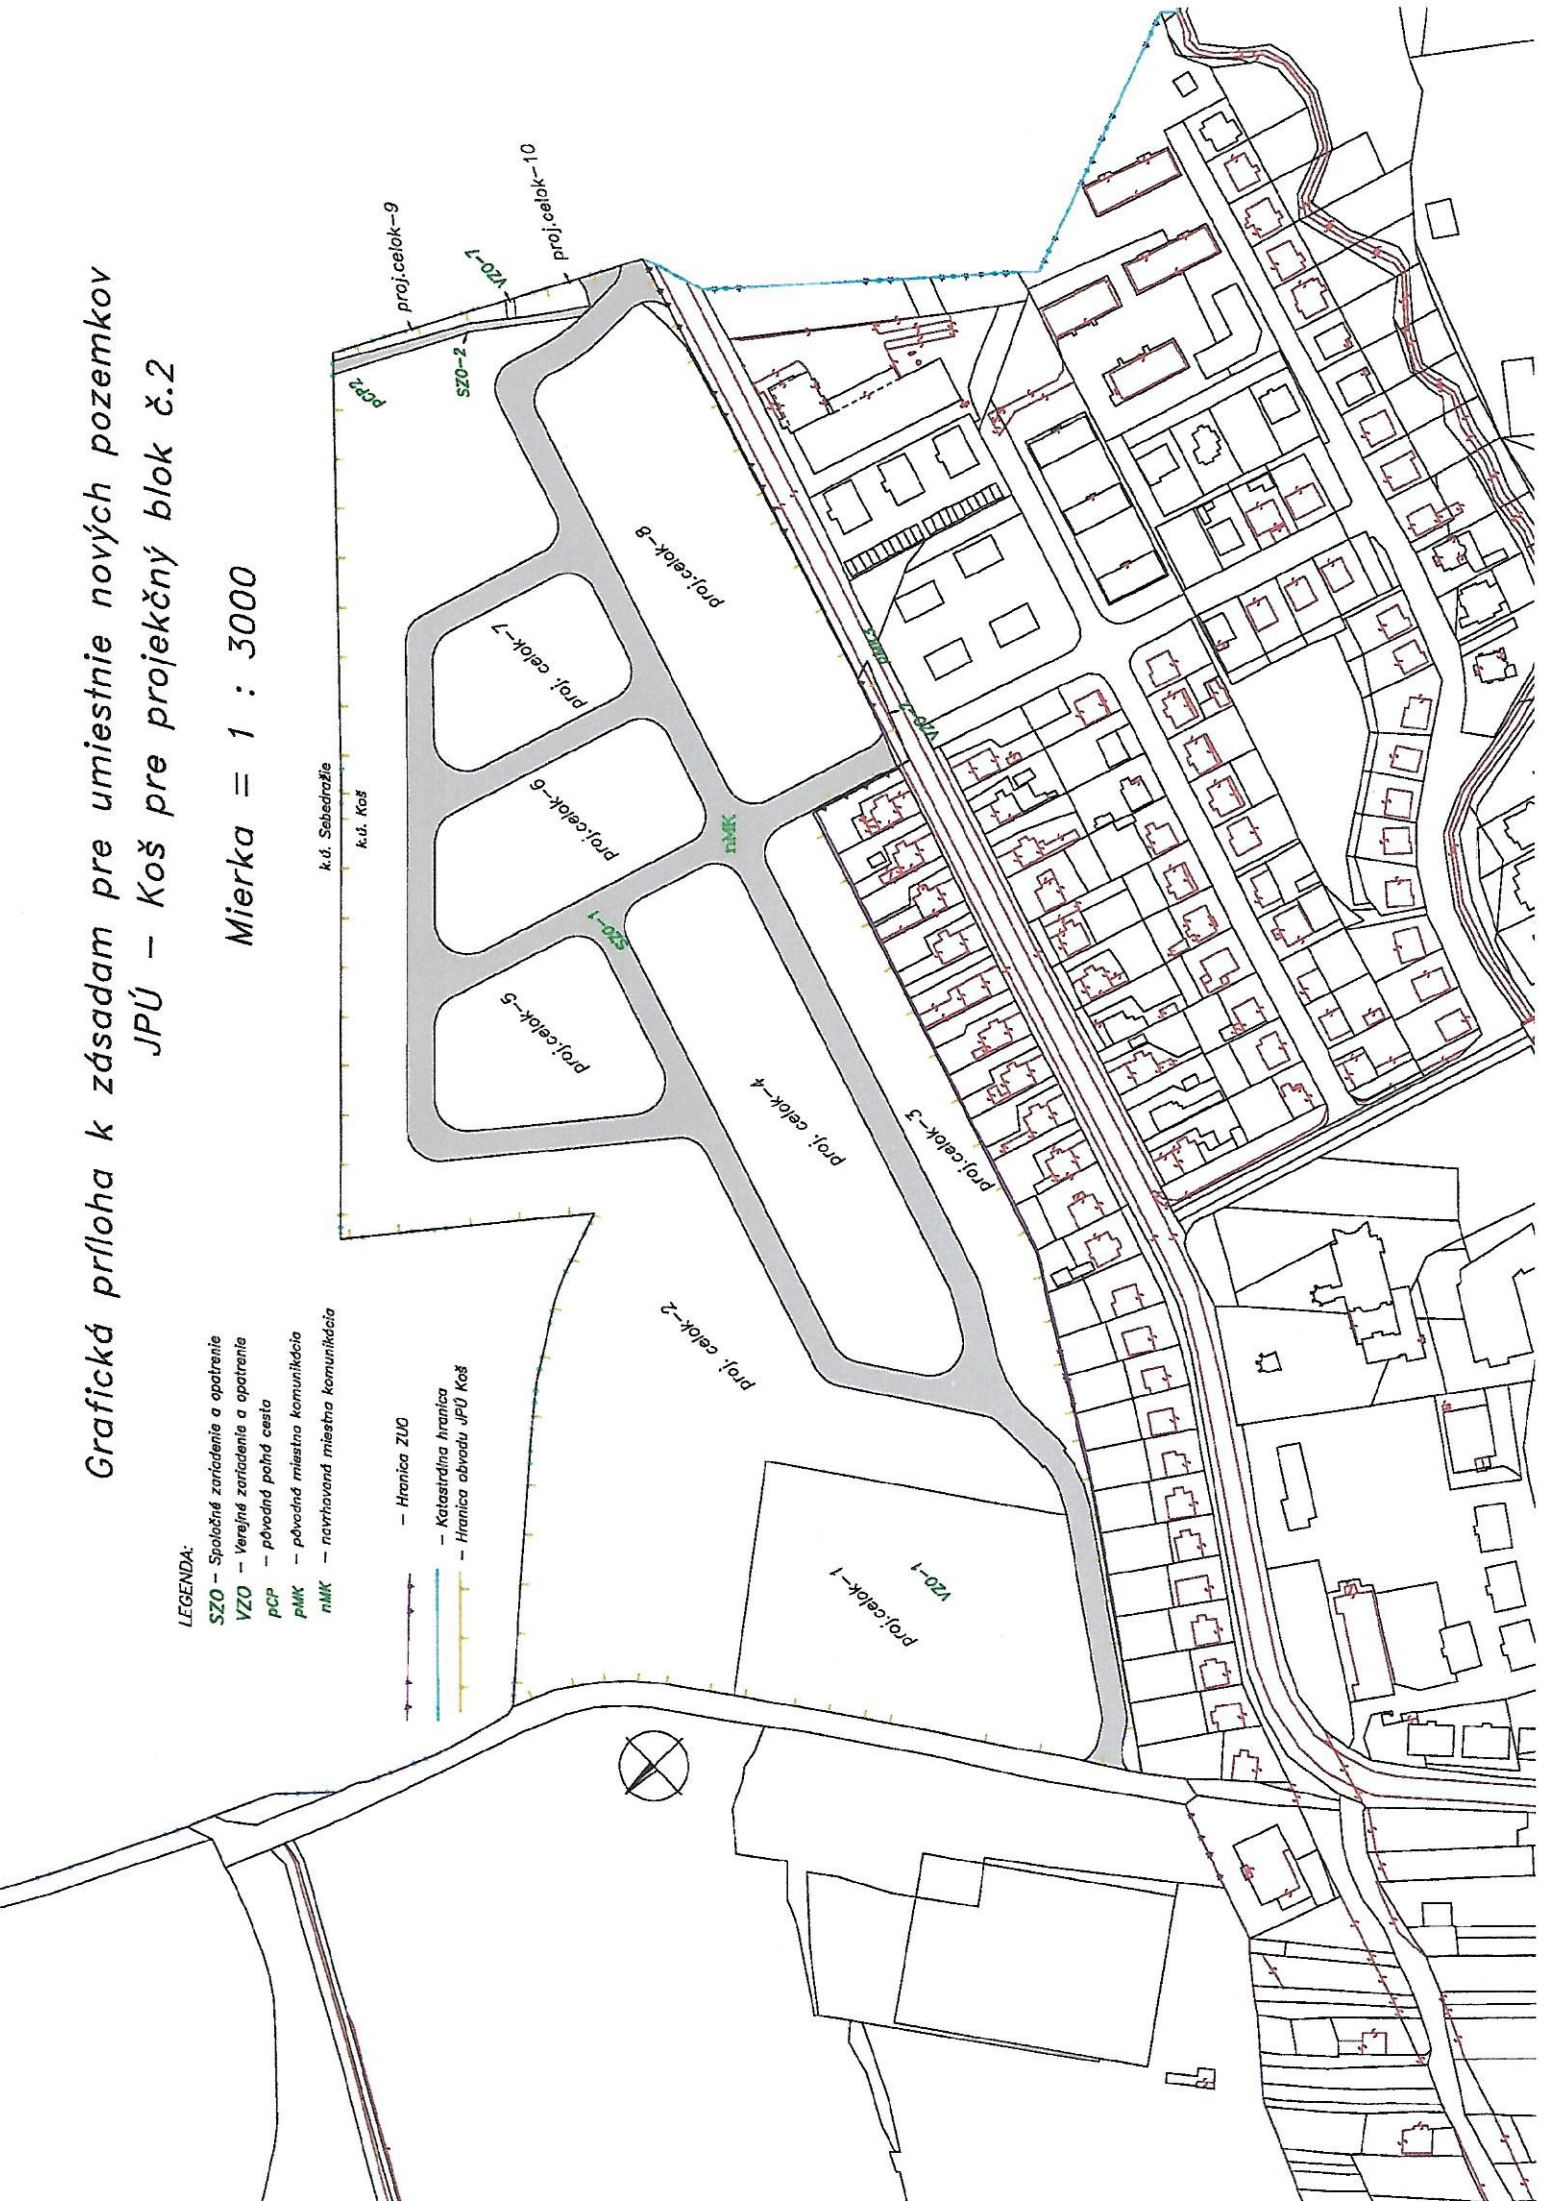 Grafická príloha k zásadam pre umiestnie nových pozemkov
JPÚ – Koš pre projekčný blok č.2
Mierka = 1 : 3000
LEGENDA:
SZO – Spoločné zariadenie a opatrenie
VZO – Verejné zariadenie a opatrenie
pCP – pôvodná poľná cesta
pMK – pôvodná miestna komunikácia
nMK – navrhovaná miestna komunikácia
– Hranica ZUO
– Katastrálna hranica
– Hranica obvodu JPÚ Koš
k.ú. Sebedražie
k.ú. Koš
pCP2
proj.celok–9
SZO–2
VZO–1
proj.celok–10
proj. celok–7
proj.celok–8
proj.celok–6
nMK
SZO–1
proj.celok–5
proj. celok–4
proj.celok–3
proj. celok–2
proj.celok–1
VZO–1
VZO–2